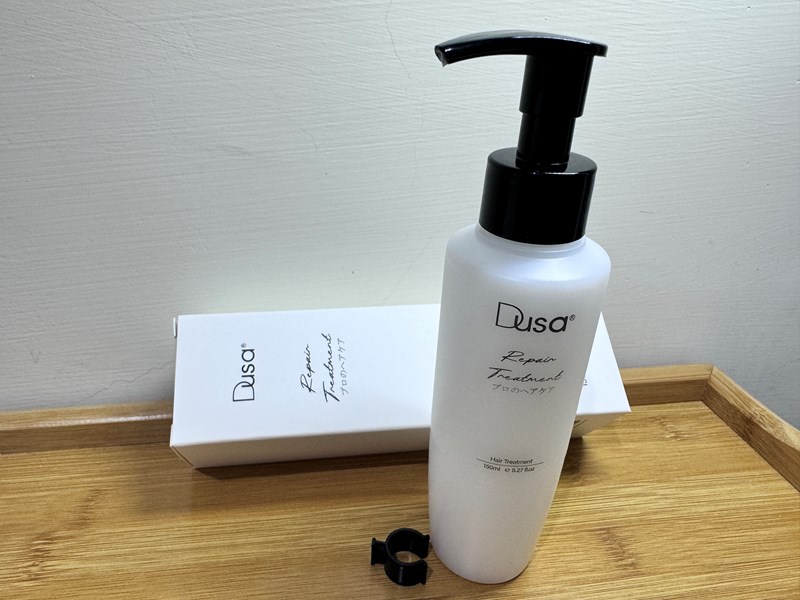 Dusa®
Repair
Treatment
プロのヘアケア
Dusa®
Repair
Treatment
プロのヘアケア
Hair Treatment
150ml ℮ 5.27 fl.oz